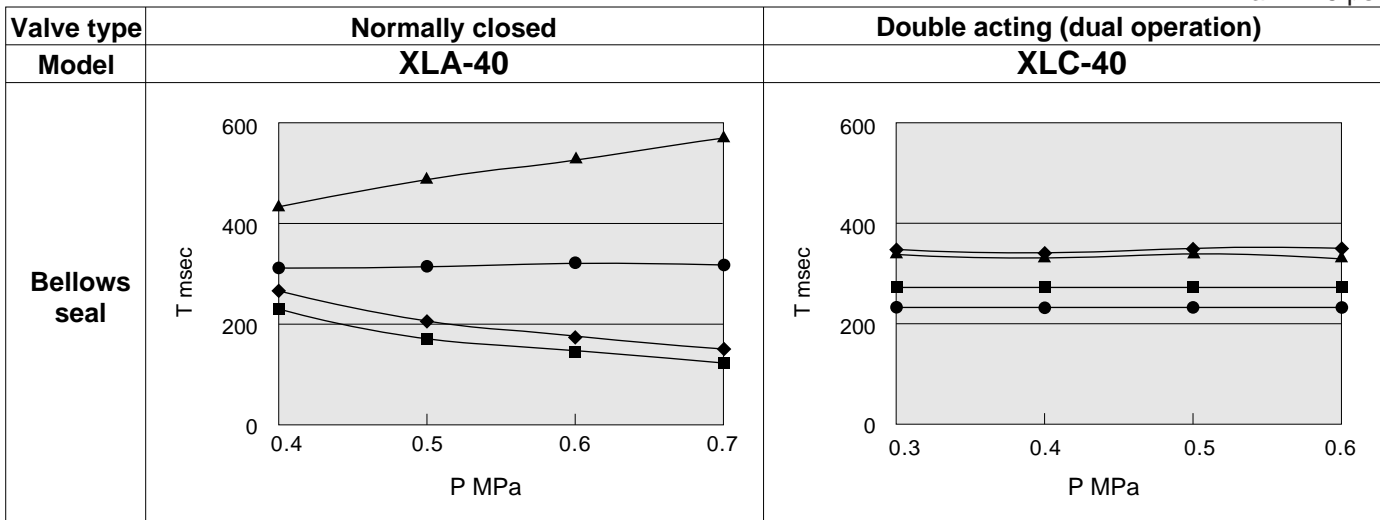 Valve type Normally closed Double acting (dual operation)
Model XLA-40 XLC-40
Bellows
seal
600
400
200
0
T msec
0.4 0.5 0.6 0.7
P MPa
600
400
200
0
T msec
0.3 0.4 0.5 0.6
P MPa